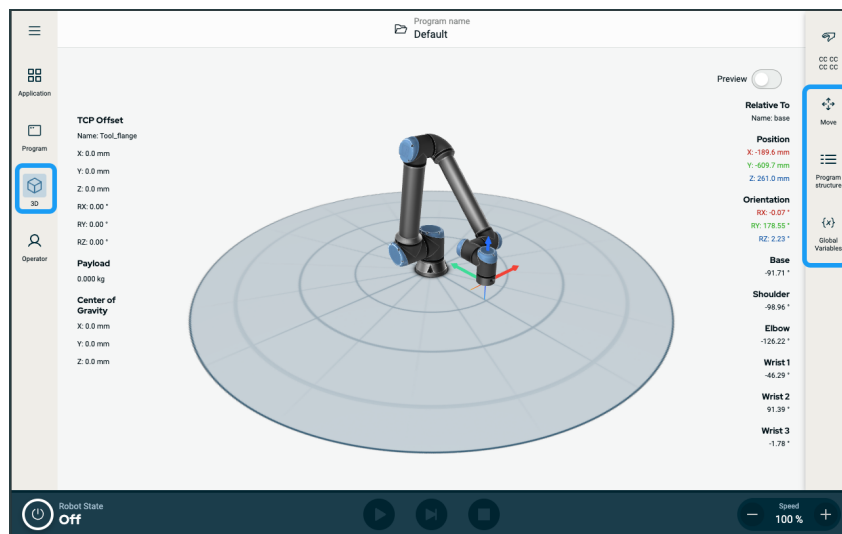 Program name
Default
Application
Program
3D
Operator
TCP Offset
Name: Tool_flange
X: 0.0 mm
Y: 0.0 mm
Z: 0.0 mm
RX: 0.00 °
RY: 0.00 °
RZ: 0.00 °
Payload
0.000 kg
Center of
Gravity
X: 0.0 mm
Y: 0.0 mm
Z: 0.0 mm
Preview
Relative To
Name: base
Position
X: -189.6 mm
Y: -609.7 mm
Z: 261.0 mm
Orientation
RX: -0.07 °
RY: 178.55 °
RZ: 2.23 °
Base
-91.71 °
Shoulder
-98.96 °
Elbow
-126.22 °
Wrist 1
-46.29 °
Wrist 2
91.39 °
Wrist 3
-1.78 °
CC CC
CC CC
Move
Program
structure
{x}
Global
Variables
Robot State
Off
Speed
100 %